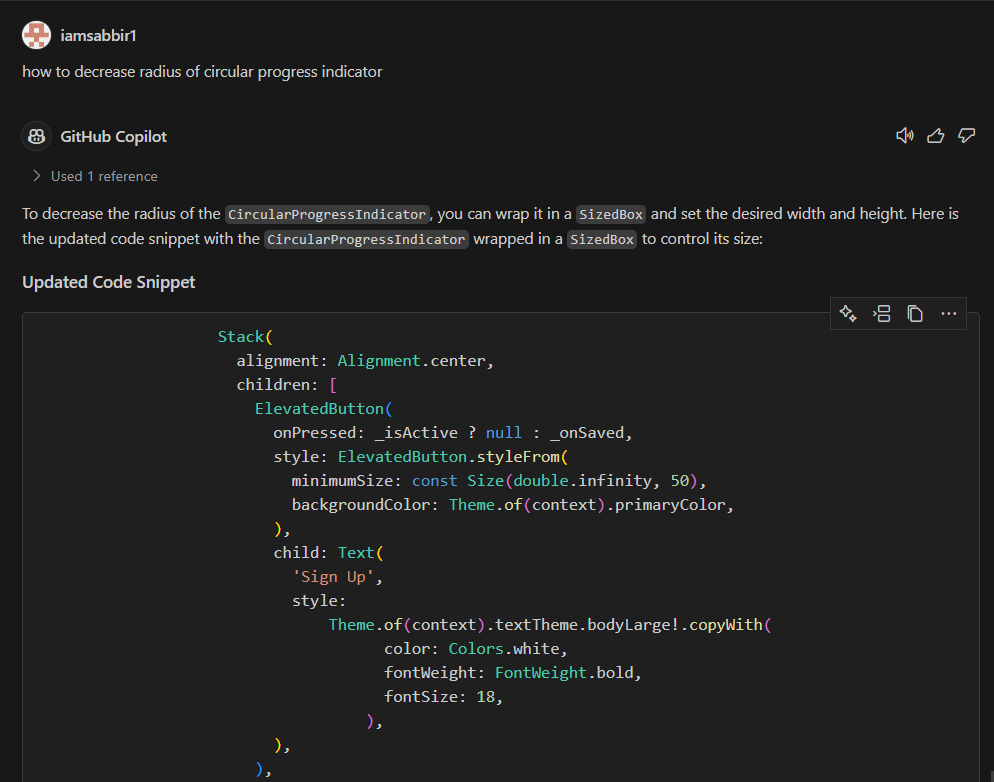 iamsabbir1
how to decrease radius of circular progress indicator
GitHub Copilot
Used 1 reference
To decrease the radius of the CircularProgressIndicator, you can wrap it in a SizedBox and set the desired width and height. Here is
the updated code snippet with the CircularProgressIndicator wrapped in a SizedBox to control its size:
Updated Code Snippet
Stack(
alignment: Alignment.center,
children: [
ElevatedButton(
onPressed: _isActive ? null : _onSaved,
style: ElevatedButton.styleFrom(
minimumSize: const Size(double.infinity, 50),
backgroundColor: Theme.of(context).primaryColor,
),
child: Text(
'Sign Up',
style:
Theme.of(context).textTheme.bodyLarge!.copyWith(
color: Colors.white,
fontWeight: FontWeight.bold,
fontSize: 18,
),
),
),